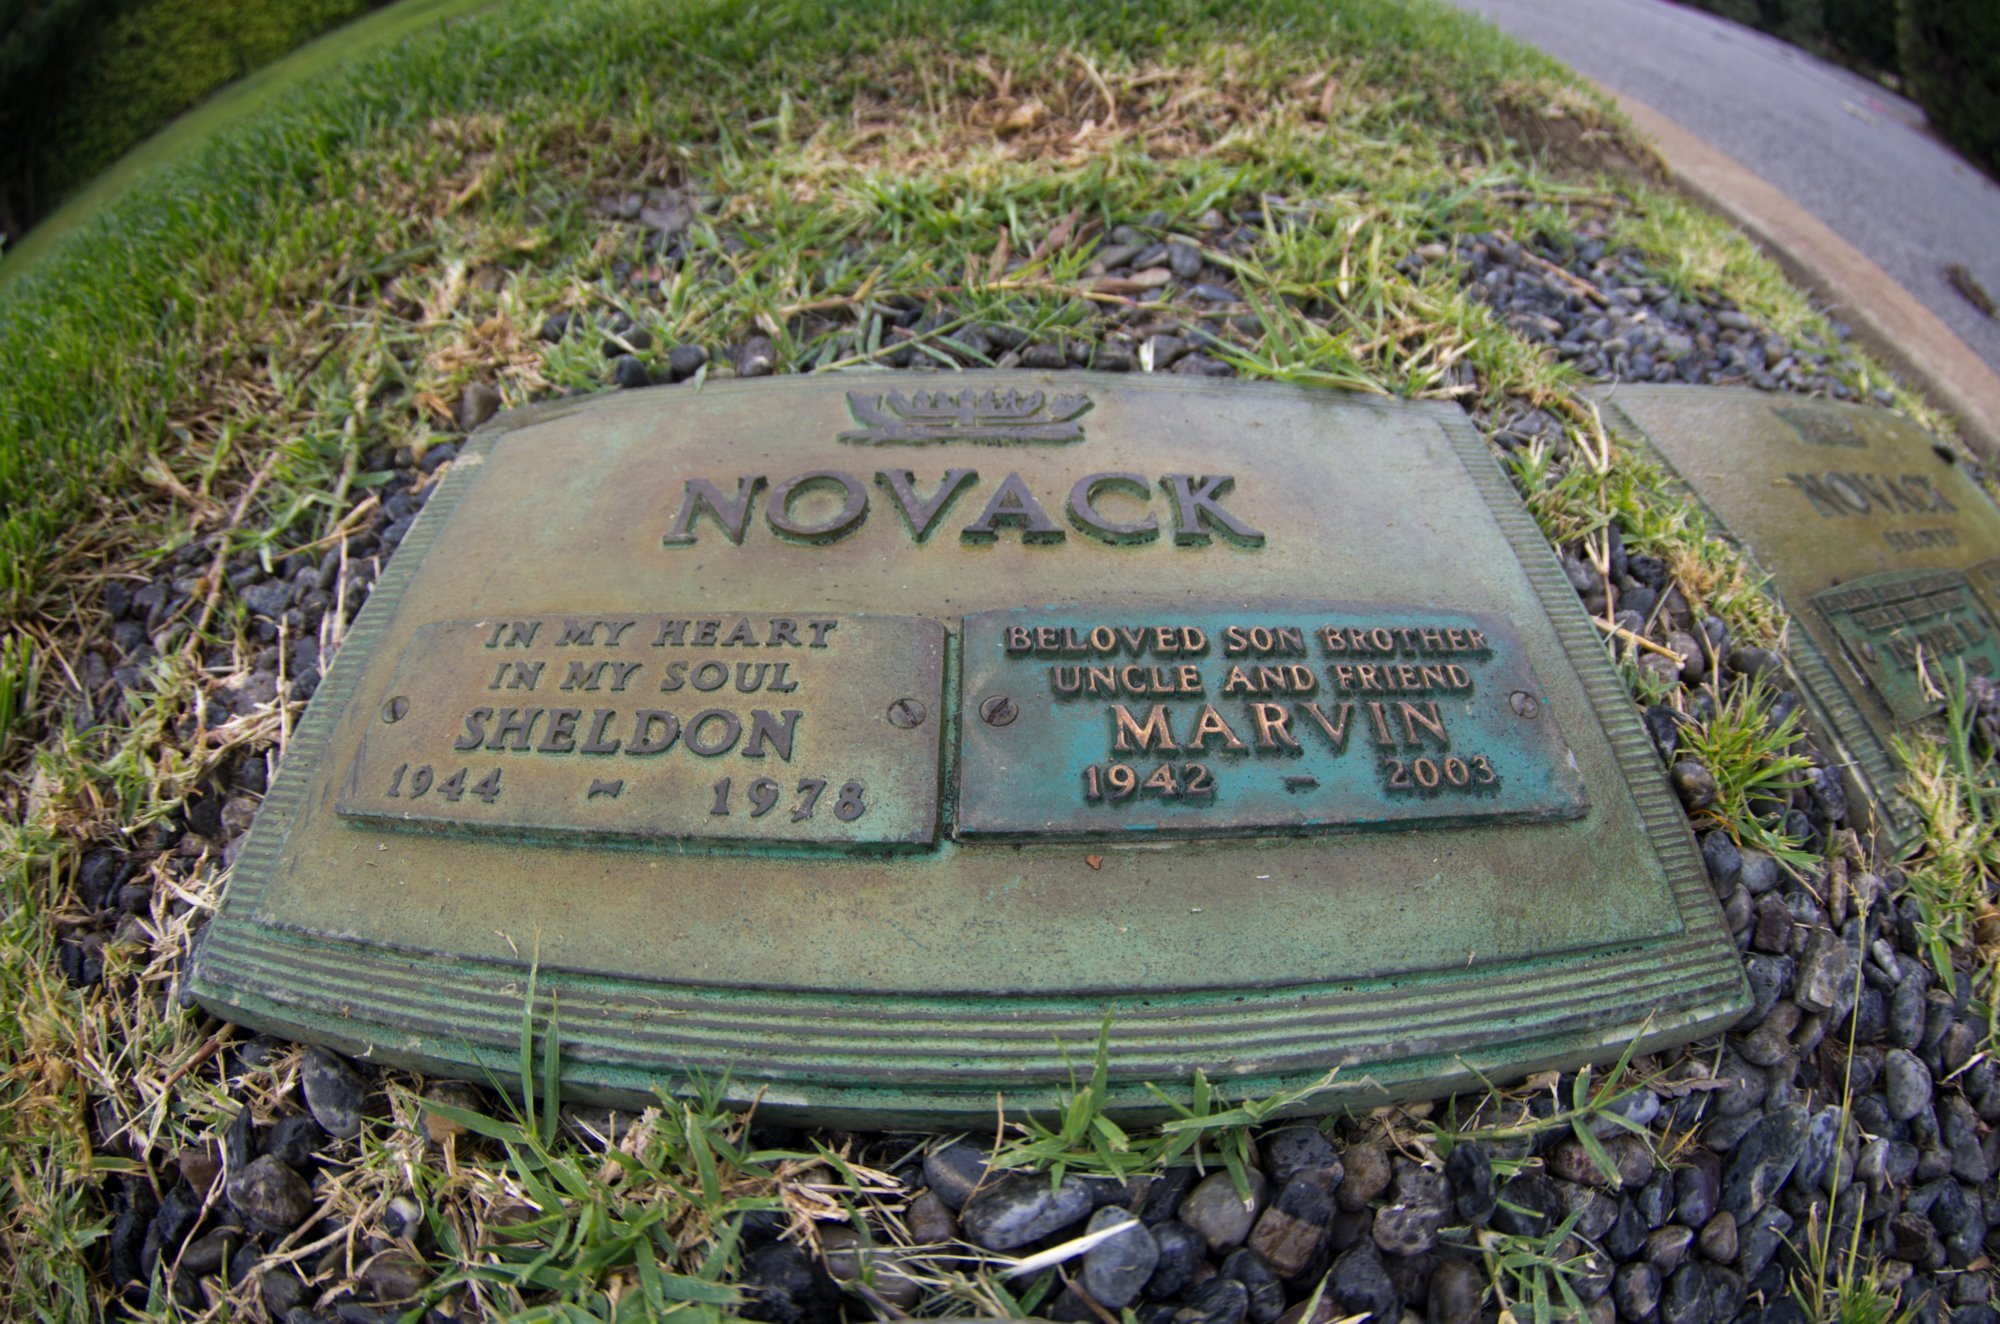 NOVACK
IN MY HEART
IN MY SOUL
SHELDON
1944 - 1978
BELOVED SON BROTHER
UNCLE AND FRIEND
MARVIN
1942 - 2003
NOVACK